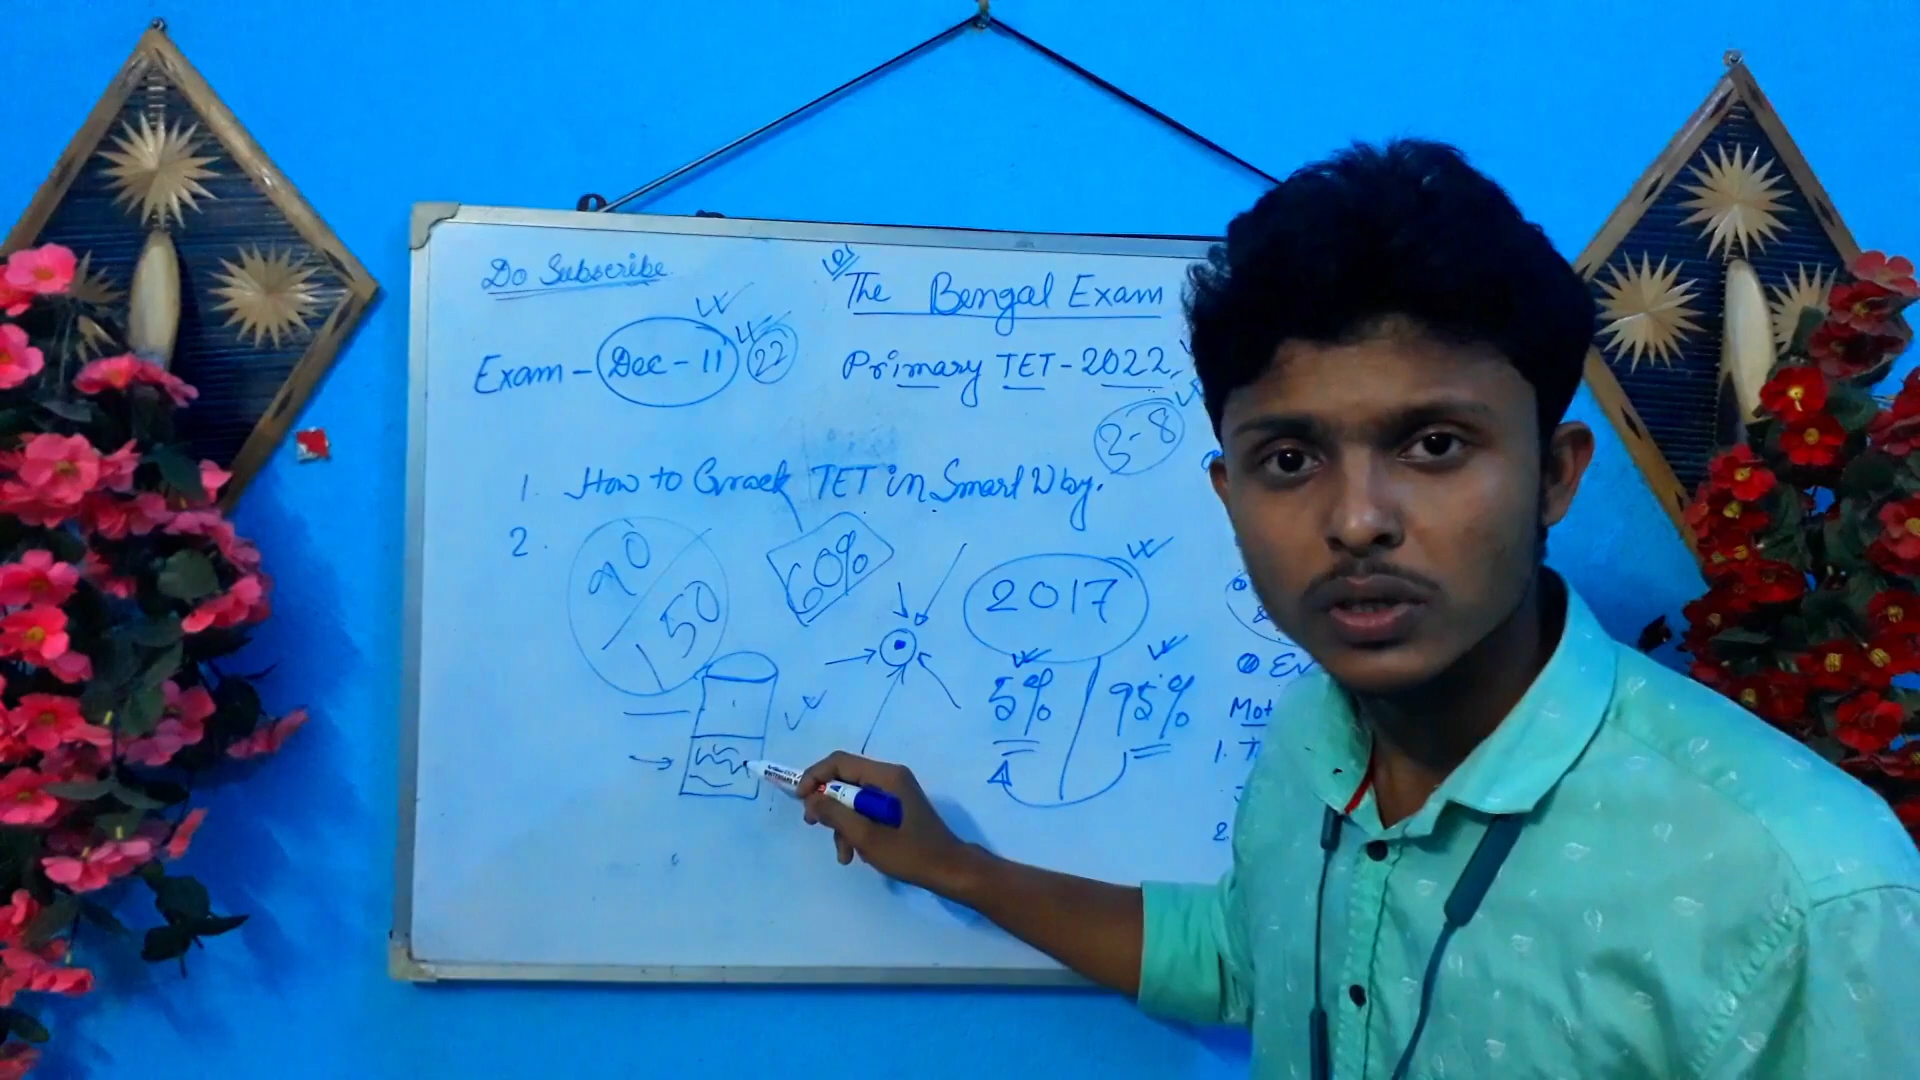 Do Subscribe
The Bengal Exam
Exam - Dec - 11 22
Primary TET - 2022
3-8
1. How to Crack TET in Smart Way.
2.
90/150
60%
2017
5% 95%
Mot
1.
2.